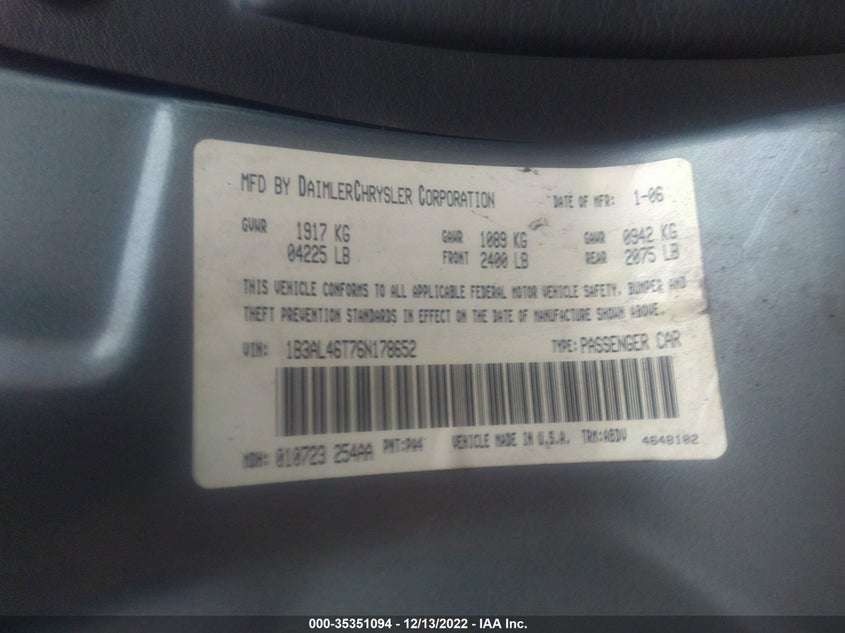 MFD BY DAIMLERCHRYSLER CORPORATION DATE OF MFR: 1-06
GVWR 1917 KG GAWR 1089 KG GAWR 0942 KG
04225 LB FRONT 2400 LB REAR 2075 LB
THIS VEHICLE CONFORMS TO ALL APPLICABLE FEDERAL MOTOR VEHICLE SAFETY, BUMPER AND
THEFT PREVENTION STANDARDS IN EFFECT ON THE DATE OF MANUFACTURE SHOWN ABOVE.
VIN: 1B3AL46T76N178652 TYPE: PASSENGER CAR
MDH: 010723 254AA PNT: PA4 VEHICLE MADE IN U.S.A. TRM: ABDV 4648102
000-35351094 - 12/13/2022 - IAA Inc.